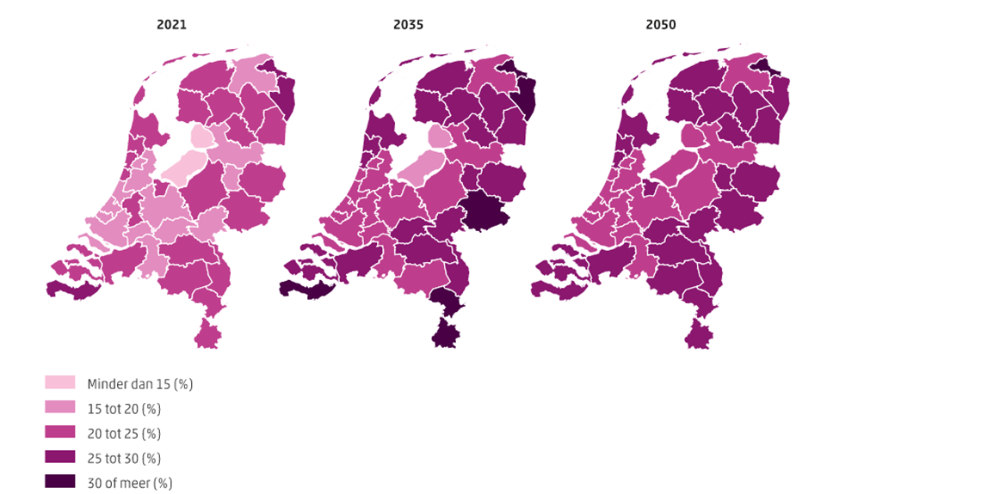 2021 2035 2050
Minder dan 15 (%)
15 tot 20 (%)
20 tot 25 (%)
25 tot 30 (%)
30 of meer (%)